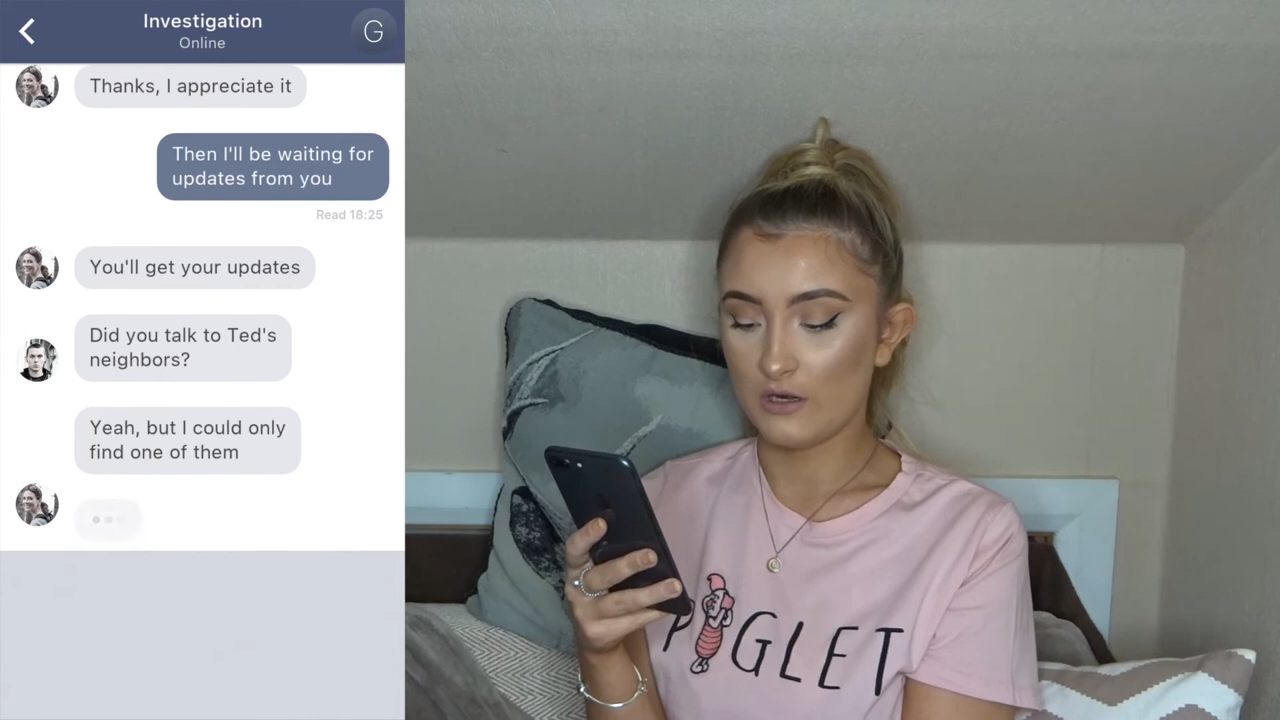 Investigation
Online
G
Thanks, I appreciate it
Then I'll be waiting for
updates from you
Read 18:25
You'll get your updates
Did you talk to Ted's
neighbors?
Yeah, but I could only
find one of them
PIGLET